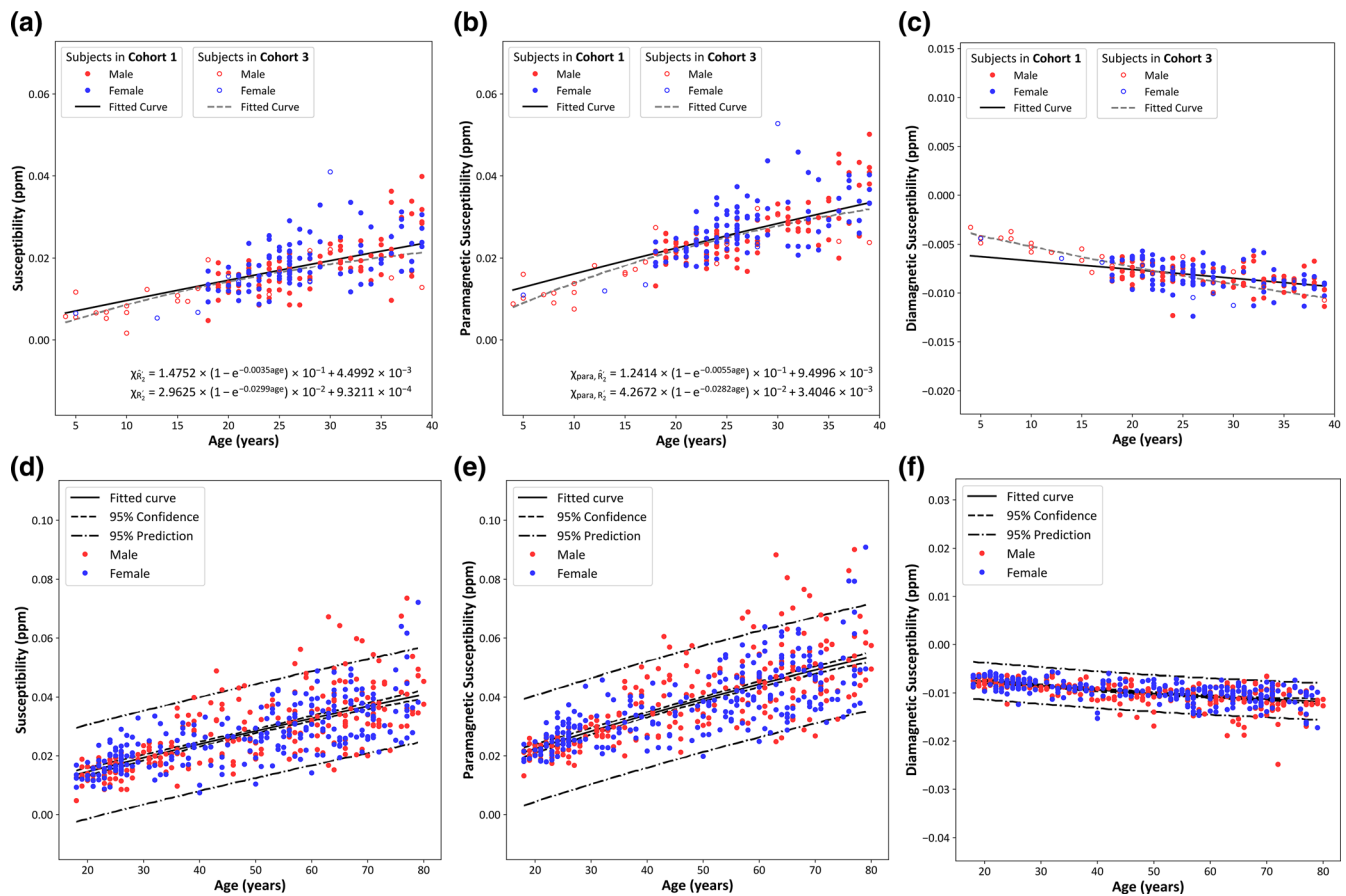 (a)
Subjects in Cohort 1
Male
Female
Fitted Curve
Subjects in Cohort 3
Male
Female
Fitted Curve
Susceptibility (ppm)
0.06
0.04
0.02
0.00
χ_R̂₂′ = 1.4752 × (1 − e^−0.0035age) × 10⁻¹ + 4.4992 × 10⁻³
χ_R₂′ = 2.9625 × (1 − e^−0.0299age) × 10⁻² + 9.3211 × 10⁻⁴
5 10 15 20 25 30 35 40
Age (years)
(b)
Subjects in Cohort 1
Male
Female
Fitted Curve
Subjects in Cohort 3
Male
Female
Fitted Curve
Paramagnetic Susceptibility (ppm)
0.06
0.04
0.02
0.00
χ_para, R̂₂′ = 1.2414 × (1 − e^−0.0055age) × 10⁻¹ + 9.4996 × 10⁻³
χ_para, R₂′ = 4.2672 × (1 − e^−0.0282age) × 10⁻² + 3.4046 × 10⁻³
5 10 15 20 25 30 35 40
Age (years)
(c)
Subjects in Cohort 1
Male
Female
Fitted Curve
Subjects in Cohort 3
Male
Female
Fitted Curve
Diamagnetic Susceptibility (ppm)
0.015
0.010
0.005
0.000
−0.005
−0.010
−0.015
−0.020
5 10 15 20 25 30 35 40
Age (years)
(d)
Fitted curve
95% Confidence
95% Prediction
Male
Female
Susceptibility (ppm)
0.10
0.08
0.06
0.04
0.02
0.00
20 30 40 50 60 70 80
Age (years)
(e)
Fitted curve
95% Confidence
95% Prediction
Male
Female
Paramagnetic Susceptibility (ppm)
0.10
0.08
0.06
0.04
0.02
0.00
20 30 40 50 60 70 80
Age (years)
(f)
Fitted curve
95% Confidence
95% Prediction
Male
Female
Diamagnetic Susceptibility (ppm)
0.03
0.02
0.01
0.00
−0.01
−0.02
−0.03
−0.04
20 30 40 50 60 70 80
Age (years)